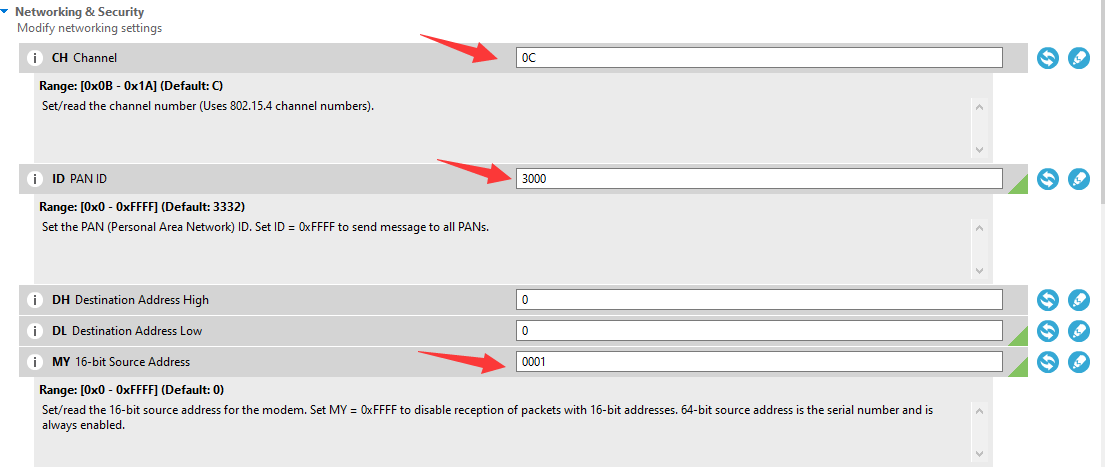 Networking & Security
Modify networking settings
i CH Channel 0C
Range: [0x0B - 0x1A] (Default: C)
Set/read the channel number (Uses 802.15.4 channel numbers).
i ID PAN ID 3000
Range: [0x0 - 0xFFFF] (Default: 3332)
Set the PAN (Personal Area Network) ID. Set ID = 0xFFFF to send message to all PANs.
i DH Destination Address High 0
i DL Destination Address Low 0
i MY 16-bit Source Address 0001
Range: [0x0 - 0xFFFF] (Default: 0)
Set/read the 16-bit source address for the modem. Set MY = 0xFFFF to disable reception of packets with 16-bit addresses. 64-bit source address is the serial number and is
always enabled.